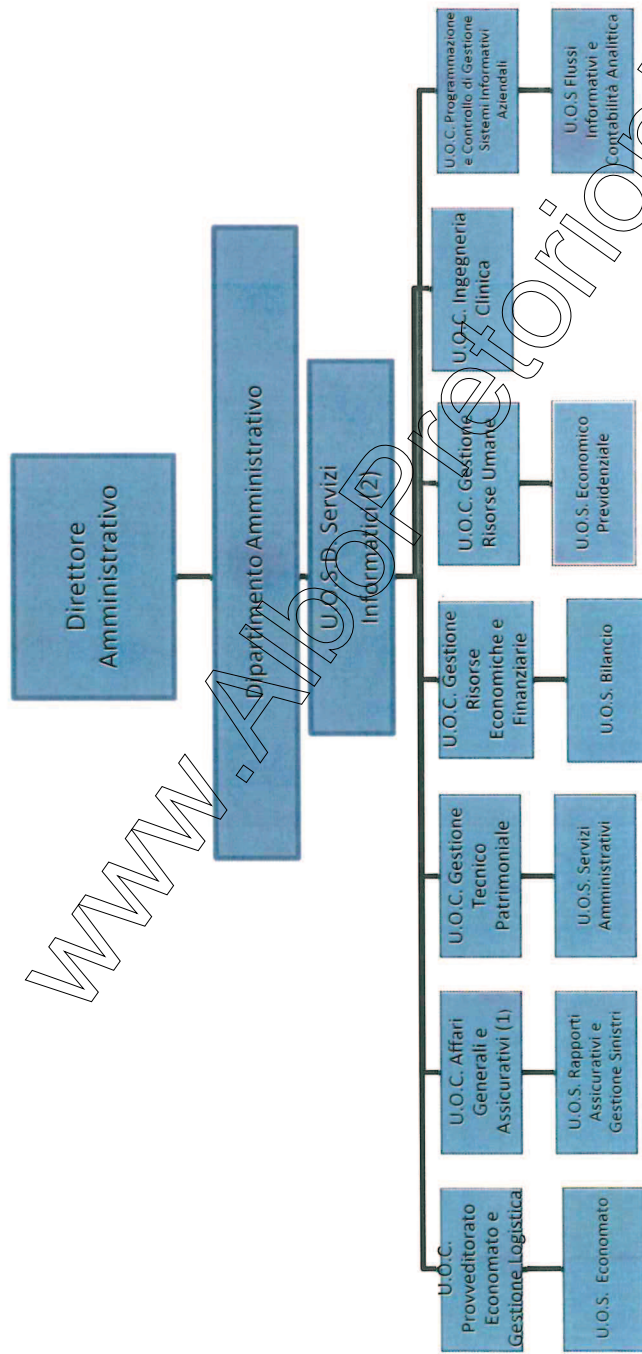 Direttore
Amministrativo
Dipartimento Amministrativo
U.O.S.D. Servizi
Informatici (2)
U.O.C.
Provveditorato
Economato e
Gestione Logistica
U.O.S. Economato
U.O.C. Affari
Generali e
Assicurativi (1)
U.O.S. Rapporti
Assicurativi e
Gestione Sinistri
U.O.C. Gestione
Tecnico
Patrimoniale
U.O.S. Servizi
Amministrativi
U.O.C. Gestione
Risorse
Economiche e
Finanziarie
U.O.S. Bilancio
U.O.C. Gestione
Risorse Umane
U.O.S. Economico
Previdenziale
U.O.C. Ingegneria
Clinica
U.O.C. Programmazione
e Controllo di Gestione
Sistemi Informativi
Aziendali
U.O.S Flussi
Informativi e
Contabilità Analitica
www.AlboPretorion